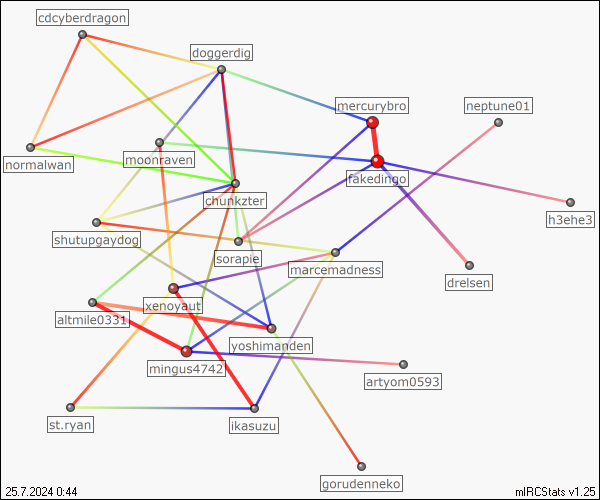 cdcyberdragon
doggerdig
mercurybro
neptune01
normalwan
moonraven
fakedingo
chunkzter
h3ehe3
shutupgaydog
sorapie
marcemadness
drelsen
xenoyaut
altmile0331
yoshimanden
mingus4742
artyom0593
st.ryan
ikasuzu
gorudenneko
25.7.2024 0:44
mIRCStats v1.25